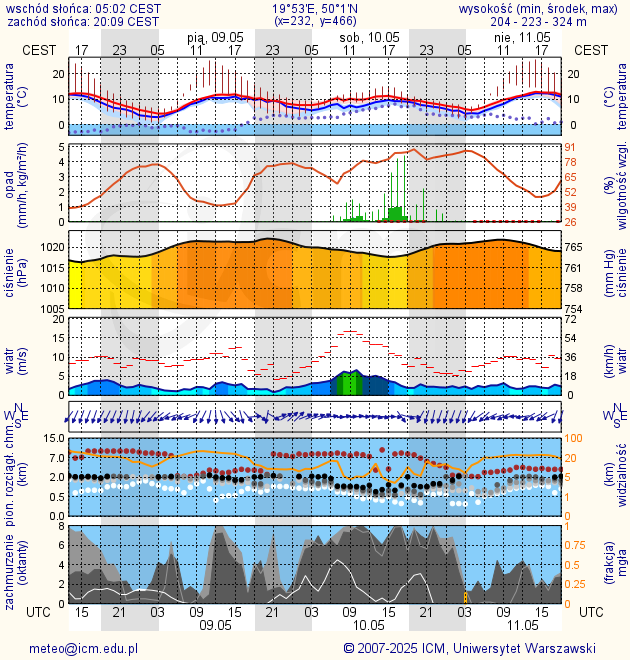 wschód słońca: 05:02 CEST 19°53'E, 50°1'N wysokość (min, środek, max)
zachód słońca: 20:09 CEST (x=232, y=466) 204 - 223 - 324 m
pią, 09.05 sob, 10.05 nie, 11.05
CEST 17 23 05 11 17 23 05 11 17 23 05 11 17 CEST
temperatura (°C) 20 10 0 20 10 0 temperatura (°C)
opad (mm/h, kg/m²/h) 5 4 3 2 1 0 91 78 65 52 39 26 (%) wilgotność wzgl.
ciśnienie (hPa) 1020 1015 1010 1005 765 761 758 754 (mm Hg) ciśnienie
wiatr (m/s) 20 15 10 5 0 72 54 36 18 0 (km/h) wiatr
N W E S N W E S
pion. rozciągł. chm. (km) 15.0 7.0 2.0 0.5 0.0 100 20 5 1 0 (km) widzialność
zachmurzenie (oktanty) 8 6 4 2 0 1 0.75 0.5 0.25 0 (frakcja) mgła
UTC 15 21 03 09 15 21 03 09 15 21 03 09 15 UTC
09.05 10.05 11.05
meteo@icm.edu.pl © 2007-2025 ICM, Uniwersytet Warszawski